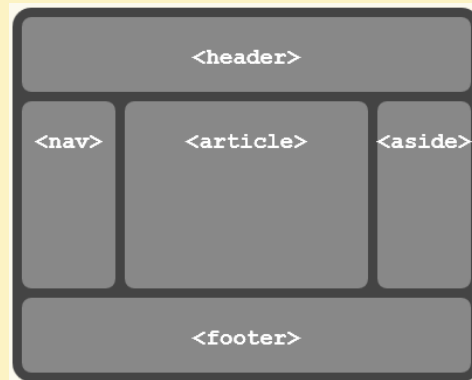 <header>
<nav> <article> <aside>
<footer>